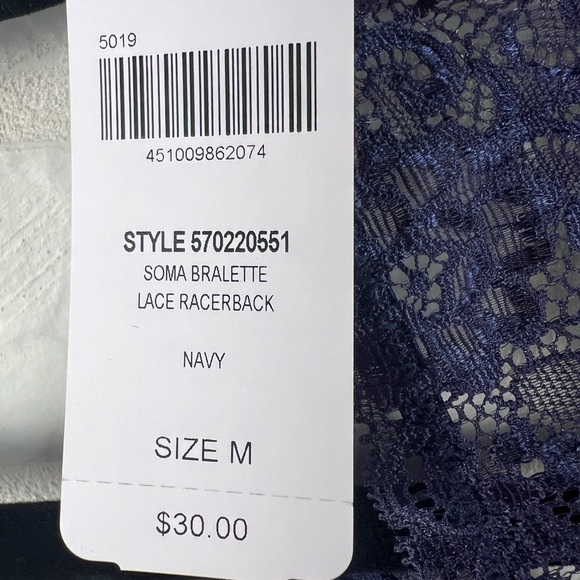 5019
451009862074
STYLE 570220551
SOMA BRALETTE
LACE RACERBACK
NAVY
SIZE M
$30.00